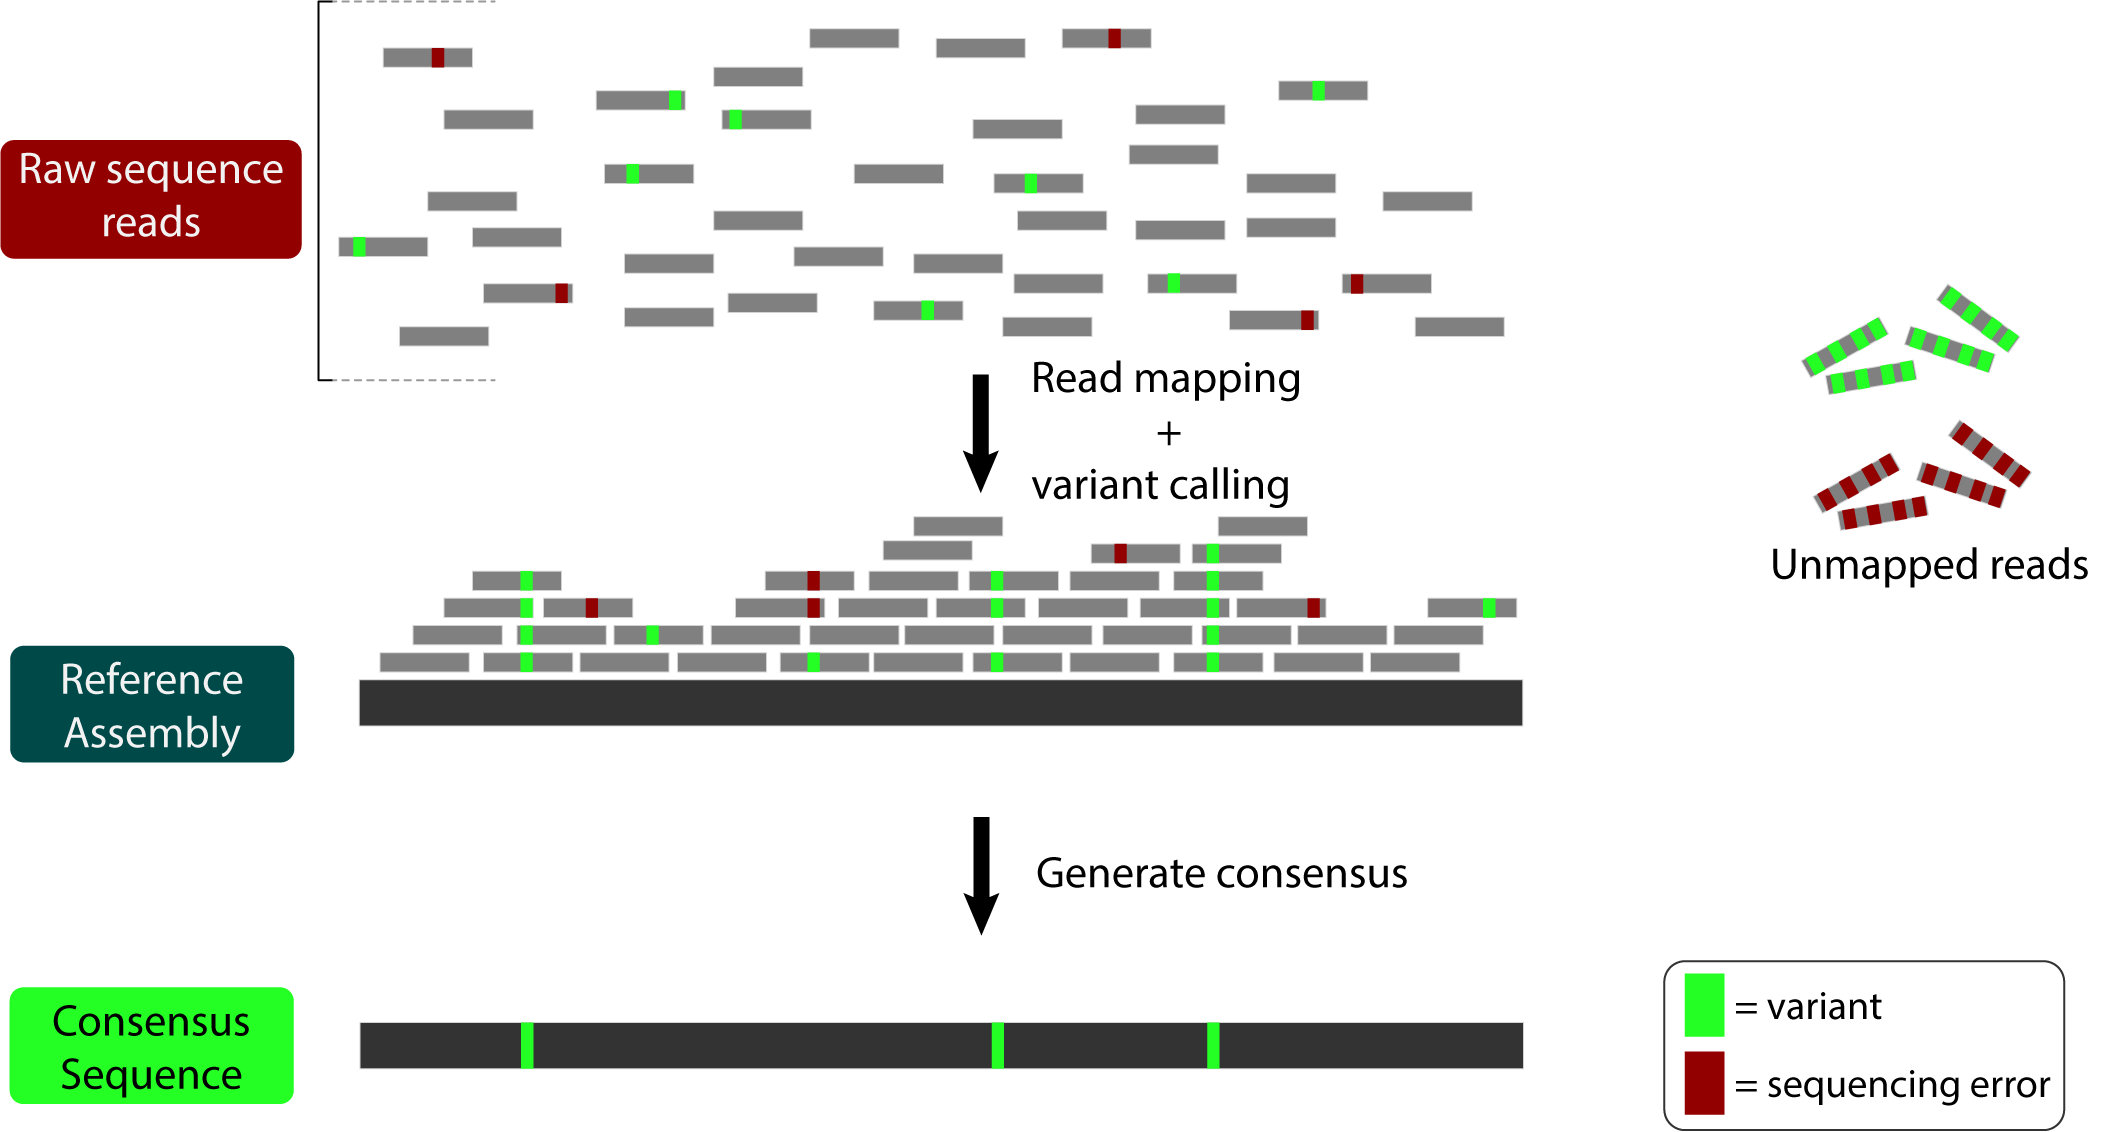 Raw sequence
reads
Read mapping
+
variant calling
Unmapped reads
Reference
Assembly
Generate consensus
Consensus
Sequence
= variant
= sequencing error